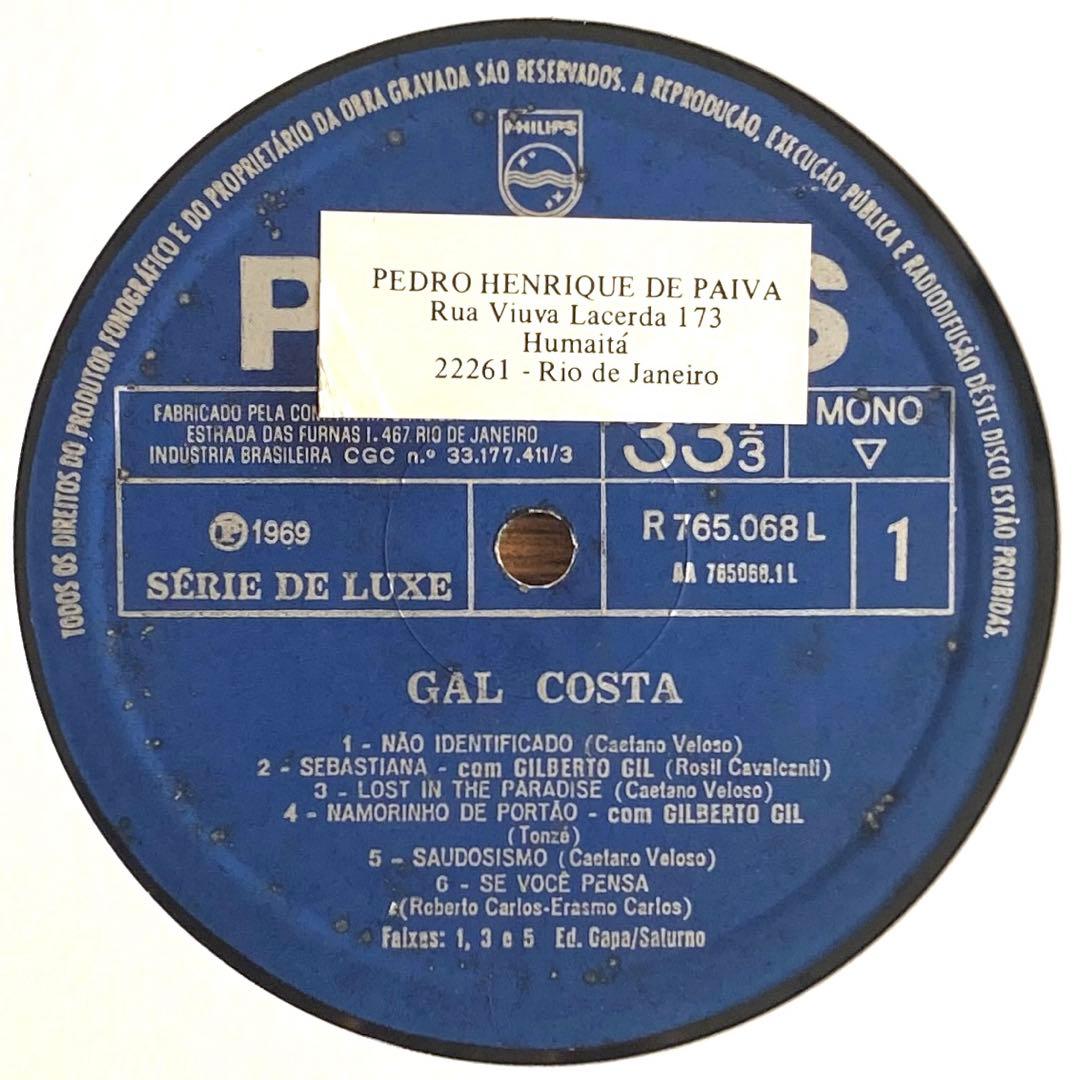 TODOS OS DIREITOS DO PRODUTOR FONOGRÁFICO E DO PROPRIETÁRIO DA OBRA GRAVADA SÃO RESERVADOS. A REPRODUÇÃO, EXECUÇÃO PÚBLICA E RADIODIFUSÃO DÊSTE DISCO ESTÃO PROIBIDAS.
PHILIPS
P S
PEDRO HENRIQUE DE PAIVA
Rua Viuva Lacerda 173
Humaitá
22261 - Rio de Janeiro
FABRICADO PELA
ESTRADA DAS FURNAS 1.467 RIO DE JANEIRO
INDUSTRIA BRASILEIRA CGC n.º 33.177.411/3
33 1/3
MONO
P 1969
SÉRIE DE LUXE
R 765.068 L
AA 765068.1 L
1
GAL COSTA
1 - NÃO IDENTIFICADO (Caetano Veloso)
2 - SEBASTIANA - com GILBERTO GIL (Rosil Cavalcanti)
3 - LOST IN THE PARADISE (Caetano Veloso)
4 - NAMORINHO DE PORTÃO - com GILBERTO GIL
(Tonzé)
5 - SAUDOSISMO (Caetano Veloso)
6 - SE VOCÊ PENSA
(Roberto Carlos-Erasmo Carlos)
Faixas: 1, 3 e 5 Ed. Gapa/Saturno